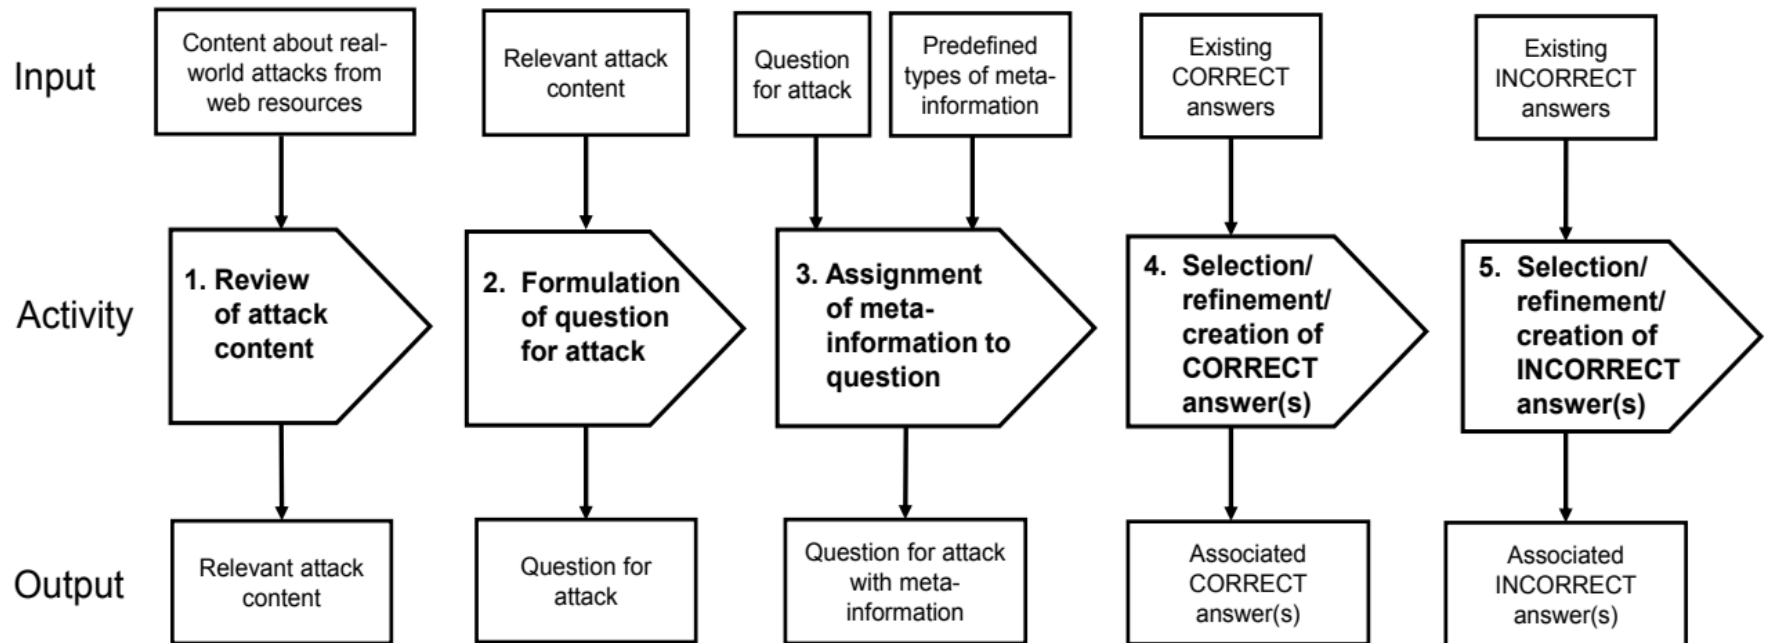 Input
Content about real-
world attacks from
web resources
Relevant attack
content
Question
for attack
Predefined
types of meta-
information
Existing
CORRECT
answers
Existing
INCORRECT
answers
Activity
1. Review
of attack
content
2. Formulation
of question
for attack
3. Assignment
of meta-
information to
question
4. Selection/
refinement/
creation of
CORRECT
answer(s)
5. Selection/
refinement/
creation of
INCORRECT
answer(s)
Output
Relevant attack
content
Question for
attack
Question for attack
with meta-
information
Associated
CORRECT
answer(s)
Associated
INCORRECT
answer(s)